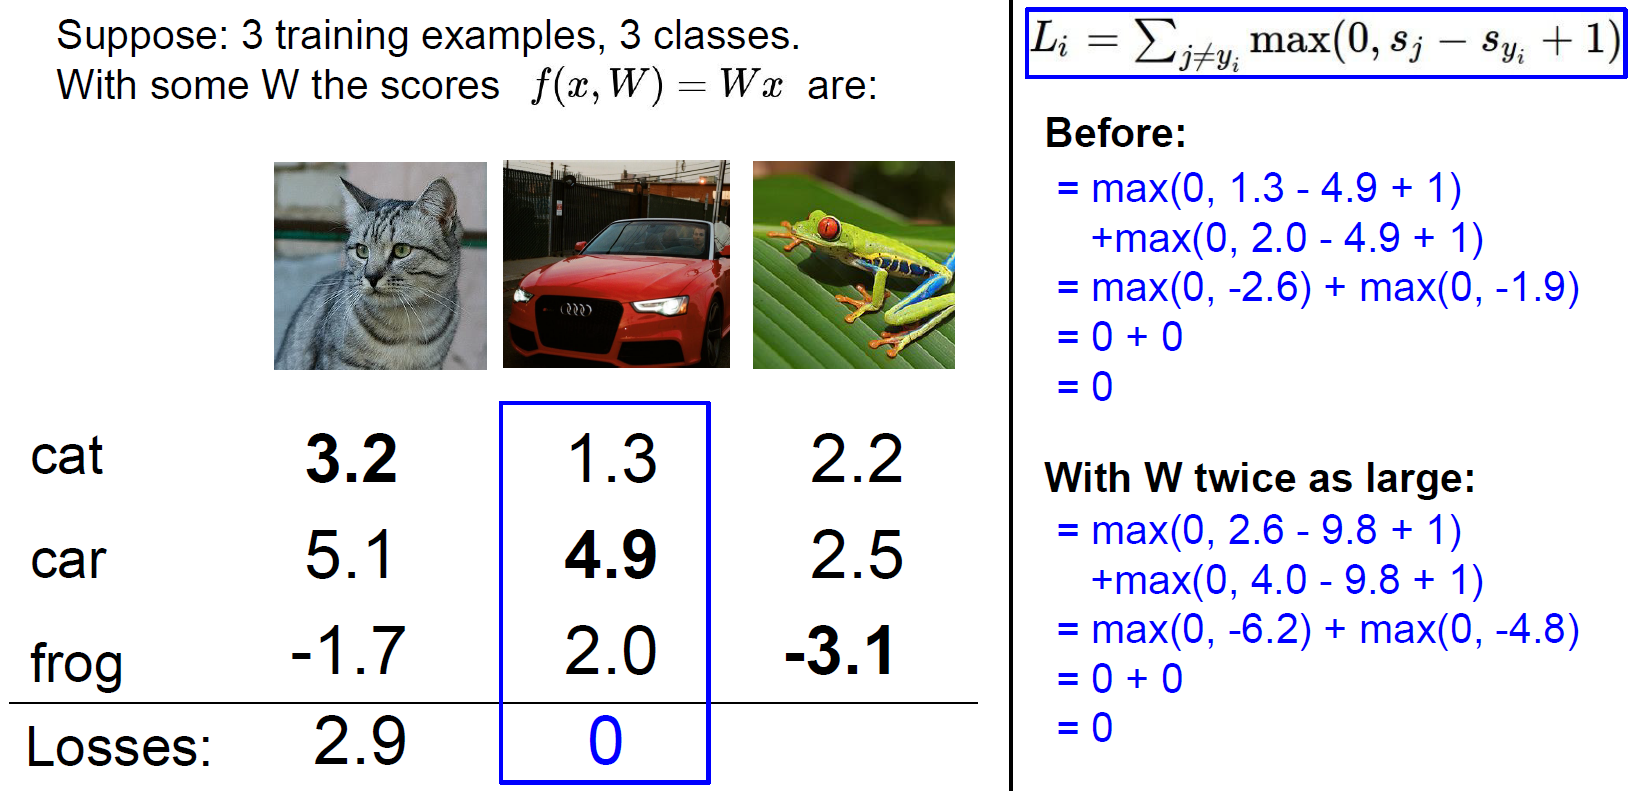 Suppose: 3 training examples, 3 classes.
With some W the scores f(x, W) = Wx are:
cat 3.2 1.3 2.2
car 5.1 4.9 2.5
frog -1.7 2.0 -3.1
Losses: 2.9 0
L_i = ∑_{j≠y_i} max(0, s_j − s_{y_i} + 1)
Before:
= max(0, 1.3 - 4.9 + 1)
+max(0, 2.0 - 4.9 + 1)
= max(0, -2.6) + max(0, -1.9)
= 0 + 0
= 0
With W twice as large:
= max(0, 2.6 - 9.8 + 1)
+max(0, 4.0 - 9.8 + 1)
= max(0, -6.2) + max(0, -4.8)
= 0 + 0
= 0